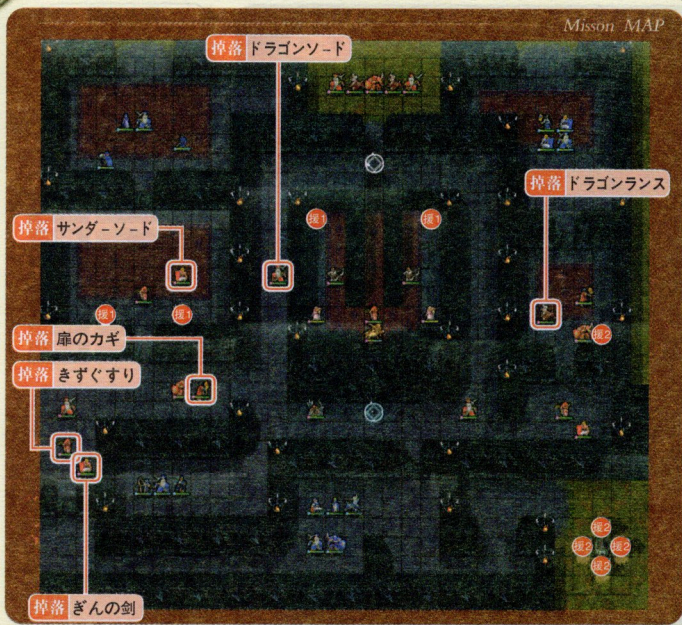 Misson MAP
掉落 ドラゴンソード
掉落 ドラゴンランス
援1 援1
掉落 サンダーソード
援1 援1
掉落 扉のカギ
援2
掉落 きずぐすり
援2
援2 援2
援2
掉落 ぎんの剣